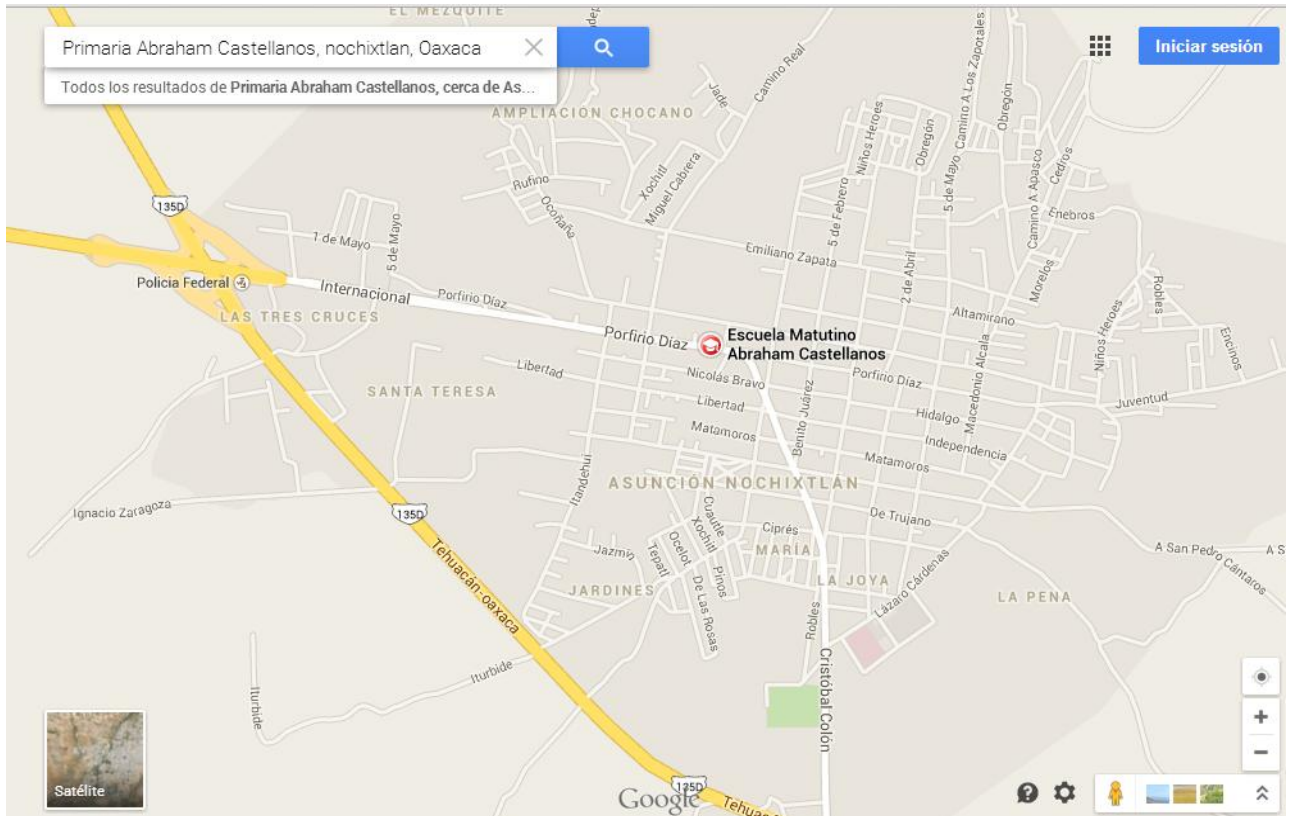 EL MEZQUITE
Primaria Abraham Castellanos, nochixtlan, Oaxaca
Iniciar sesión
Todos los resultados de Primaria Abraham Castellanos, cerca de As...
AMPLIACIÓN CHOCANO
Jade
Camino Real
Niños Heroes
Obregón
5 de Mayo
Camino A Los Zapotales
Obregón
Camino A Apasco
Cedros
Rufino
Xochitl
Miguel Cabrera
Ocoñaña
5 de Febrero
Enebros
135D
1 de Mayo
5 de Mayo
Emiliano Zapata
2 de Abril
Morelos
Policia Federal
Internacional
Porfirio Díaz
Robles
LAS TRES CRUCES
Altamirano
Niños Heroes
Encinos
Porfirio Díaz
Escuela Matutino
Abraham Castellanos
Libertad
Nicolás Bravo
Porfirio Díaz
Macedonio Alcala
SANTA TERESA
Libertad
Benito Juárez
Hidalgo
Juventud
Matamoros
Independencia
Matamoros
Itandehui
ASUNCIÓN NOCHIXTLÁN
Ignacio Zaragoza
135D
Cuautle
Xochitl
De Trujano
Ciprés
Tehuacán-oaxaca
Jazmín
Tepatl
Ocelot
MARÍA
A San Pedro Cántaros
A S
JARDINES
De Las Rosas
Pinos
LA JOYA
Lázaro Cárdenas
LA PENA
Robles
Iturbide
Iturbide
Cristóbal Colón
Satélite
135D
Google
Tehuac